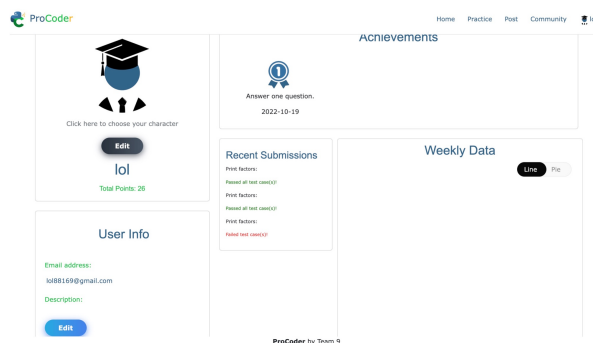 ProCoder
Home Practice Post Community
Achievements
1
Answer one question.
2022-10-19
Click here to choose your character
Edit
lol
Total Points: 26
Recent Submissions
Print factors:
Passed all test case(s)!
Print factors:
Passed all test case(s)!
Print factors:
Failed test case(s)!
Weekly Data
Line Pie
User Info
Email address:
lol88169@gmail.com
Description:
Edit
ProCoder by Team 9